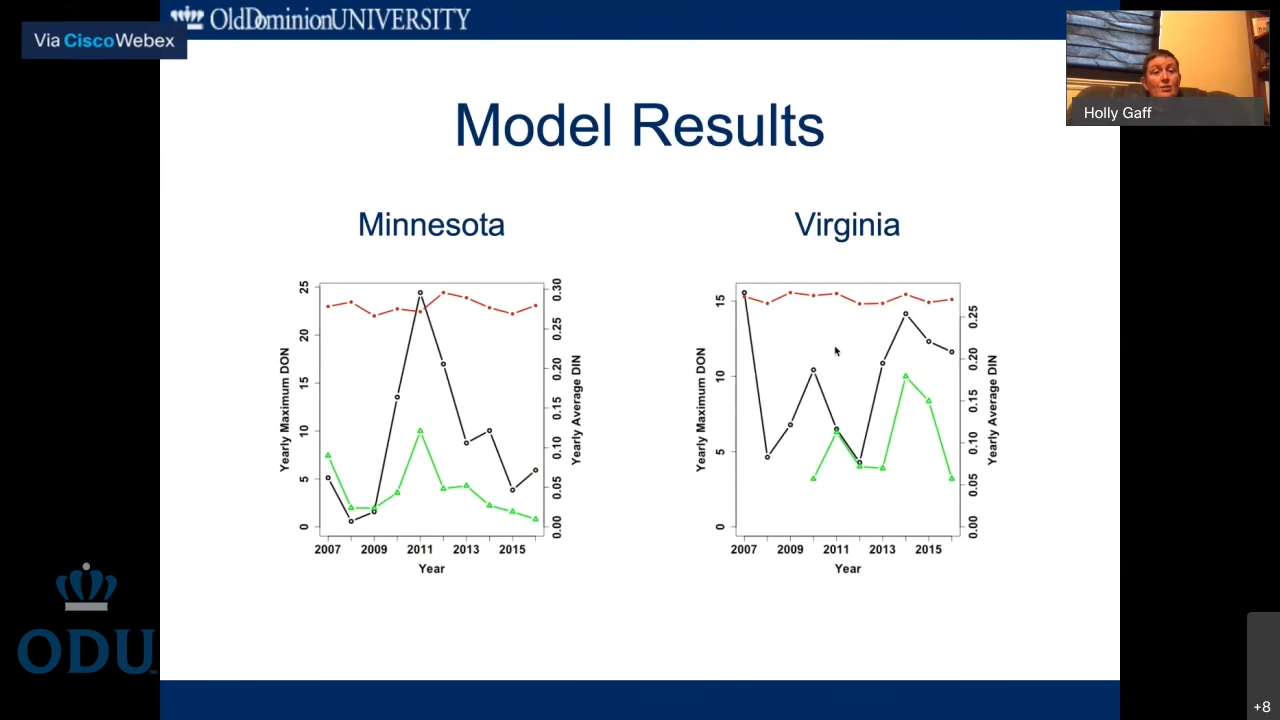 OldDominionUNIVERSITY
Via Cisco Webex
Holly Gaff
Model Results
Minnesota
Virginia
Yearly Maximum DON
25
20
15
10
5
0
0.30
0.25
0.20
0.15
0.10
0.05
0.00
Yearly Average DIN
2007
2009
2011
2013
2015
Year
Yearly Maximum DON
15
10
5
0
0.25
0.20
0.15
0.10
0.05
0.00
Yearly Average DIN
2007
2009
2011
2013
2015
Year
ODU
+8